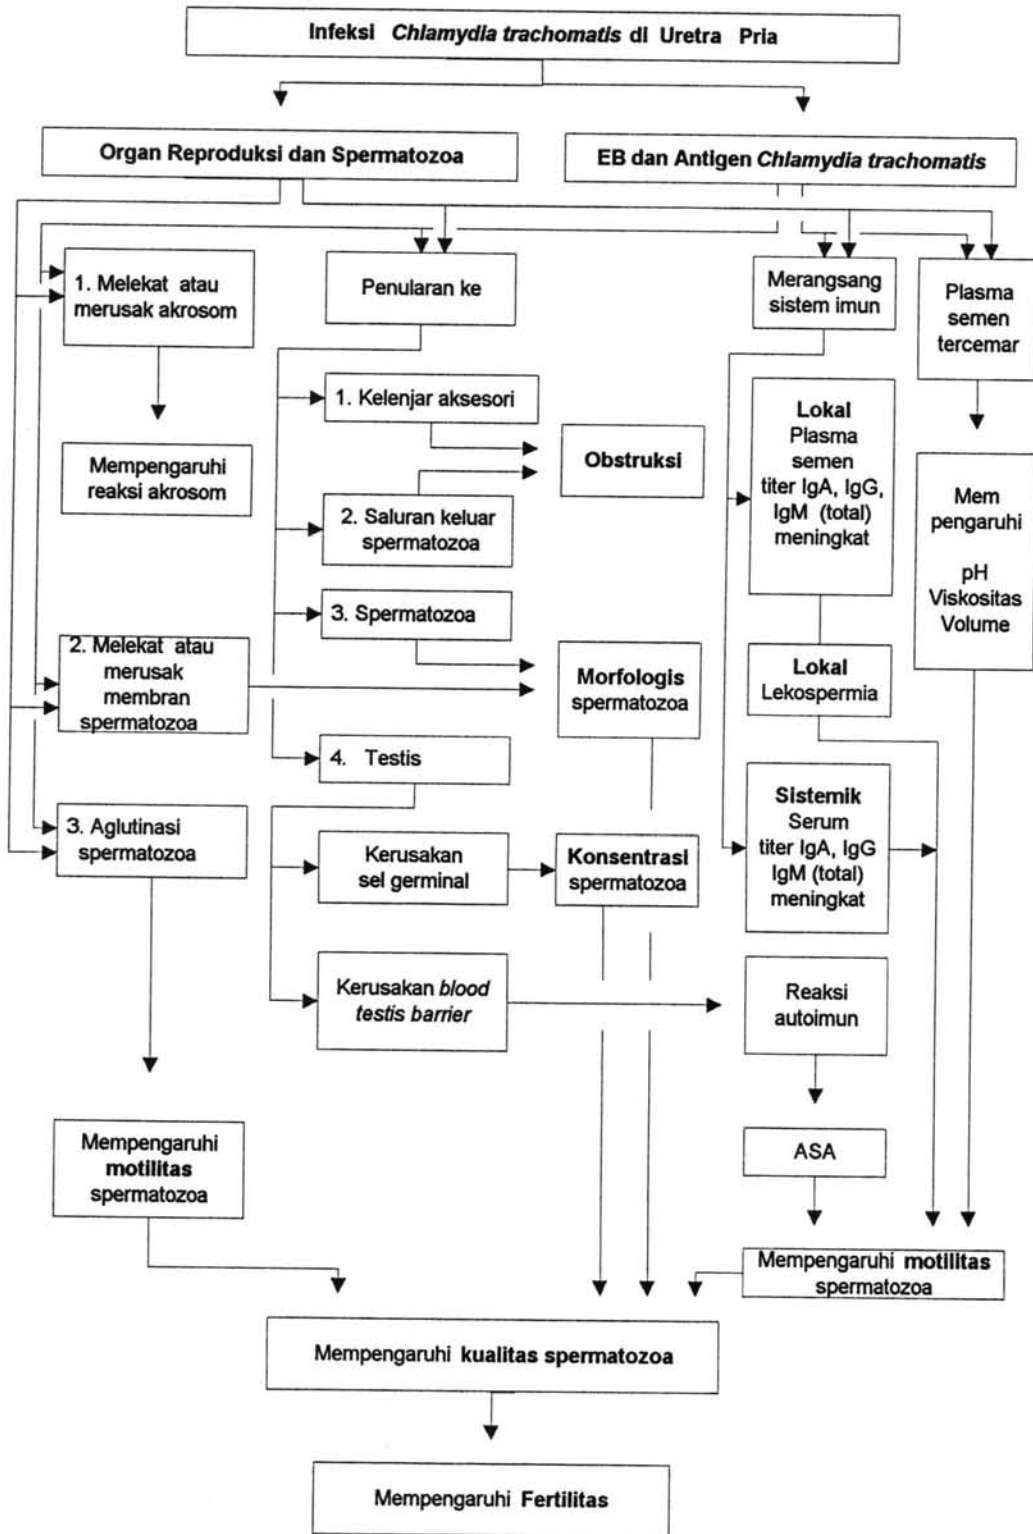 Infeksi Chlamydia trachomatis di Uretra Pria
Organ Reproduksi dan Spermatozoa
EB dan Antigen Chlamydia trachomatis
1. Melekat atau
merusak akrosom
Penularan ke
Merangsang
sistem imun
Plasma
semen
tercemar
Mempengaruhi
reaksi akrosom
1. Kelenjar aksesori
Obstruksi
2. Saluran keluar
spermatozoa
Lokal
Plasma
semen
titer IgA, IgG,
IgM (total)
meningkat
Mem
pengaruhi
pH
Viskositas
Volume
3. Spermatozoa
2. Melekat atau
merusak
membran
spermatozoa
Morfologis
spermatozoa
Lokal
Lekospermia
4. Testis
3. Aglutinasi
spermatozoa
Kerusakan
sel germinal
Konsentrasi
spermatozoa
Sistemik
Serum
titer IgA, IgG
IgM (total)
meningkat
Kerusakan blood
testis barrier
Reaksi
autoimun
Mempengaruhi
motilitas
spermatozoa
ASA
Mempengaruhi motilitas
spermatozoa
Mempengaruhi kualitas spermatozoa
Mempengaruhi Fertilitas